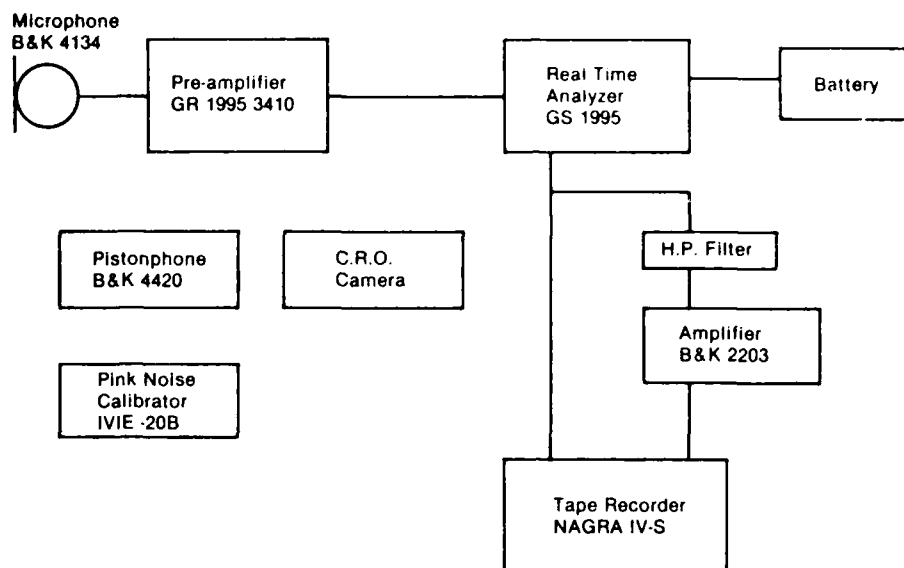 Microphone
B&K 4134
Pre-amplifier
GR 1995 3410
Real Time
Analyzer
GS 1995
Battery
Pistonphone
B&K 4420
C.R.O.
Camera
H.P. Filter
Amplifier
B&K 2203
Pink Noise
Calibrator
IVIE -20B
Tape Recorder
NAGRA IV-S